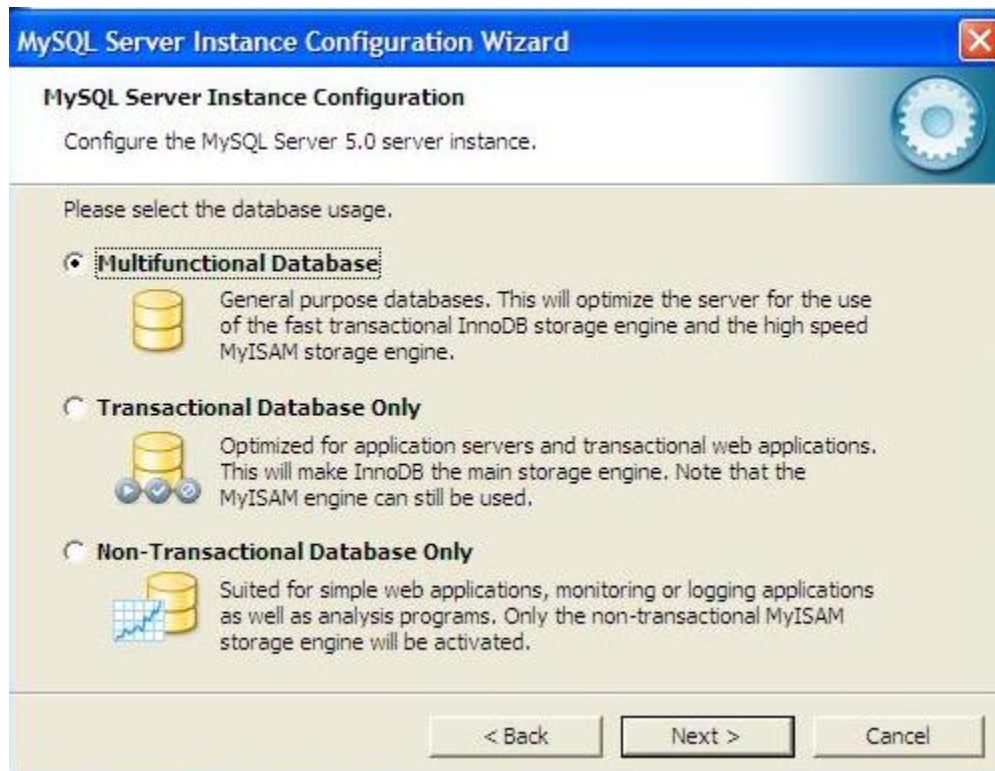 MySQL Server Instance Configuration Wizard
MySQL Server Instance Configuration
Configure the MySQL Server 5.0 server instance.
Please select the database usage.
Multifunctional Database
General purpose databases. This will optimize the server for the use
of the fast transactional InnoDB storage engine and the high speed
MyISAM storage engine.
Transactional Database Only
Optimized for application servers and transactional web applications.
This will make InnoDB the main storage engine. Note that the
MyISAM engine can still be used.
Non-Transactional Database Only
Suited for simple web applications, monitoring or logging applications
as well as analysis programs. Only the non-transactional MyISAM
storage engine will be activated.
< Back Next > Cancel